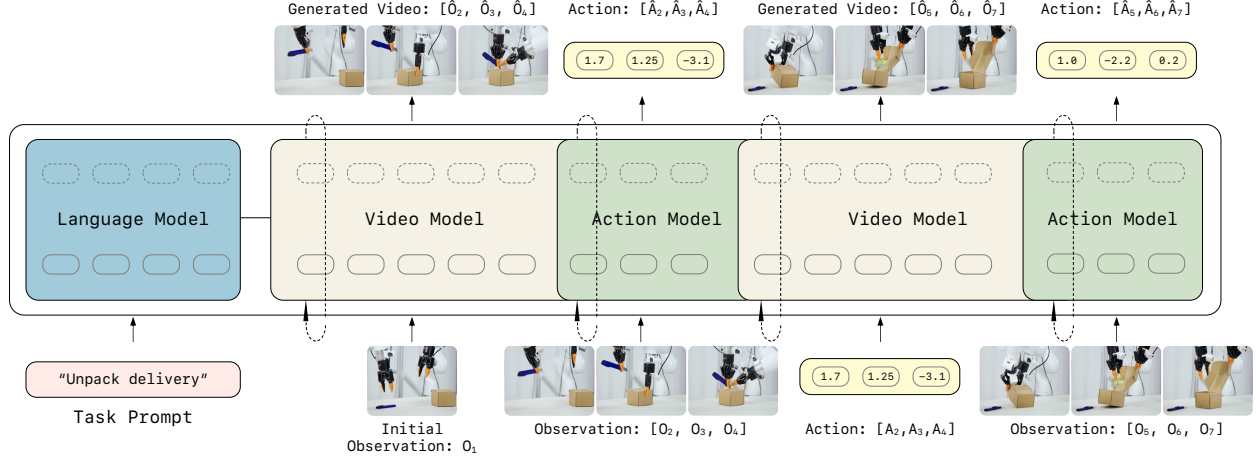 Generated Video: [Ô₂, Ô₃, Ô₄]
Action: [Â₂,Â₃,Â₄]
Generated Video: [Ô₅, Ô₆, Ô₇]
Action: [Â₅,Â₆,Â₇]
1.7 1.25 −3.1
1.0 −2.2 0.2
Language Model
Video Model
Action Model
Video Model
Action Model
“Unpack delivery“
Task Prompt
Initial
Observation: O₁
Observation: [O₂, O₃, O₄]
1.7 1.25 −3.1
Action: [A₂,A₃,A₄]
Observation: [O₅, O₆, O₇]